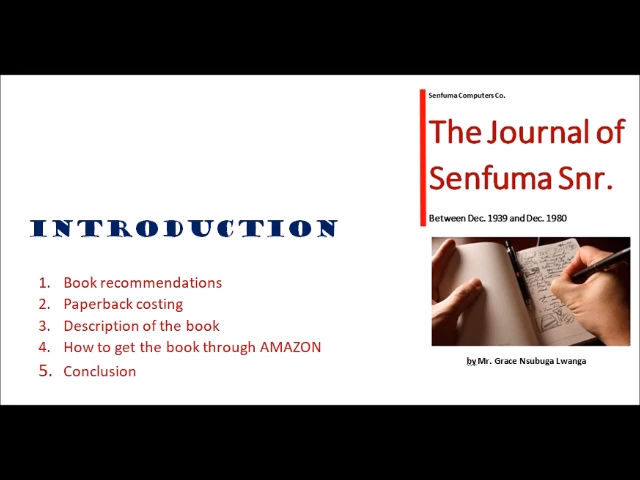 INTRODUCTION
1. Book recommendations
2. Paperback costing
3. Description of the book
4. How to get the book through AMAZON
5. Conclusion
Senfuma Computers Co.
The Journal of
Senfuma Snr.
Between Dec. 1939 and Dec. 1980
by Mr. Grace Nsubuga Lwanga